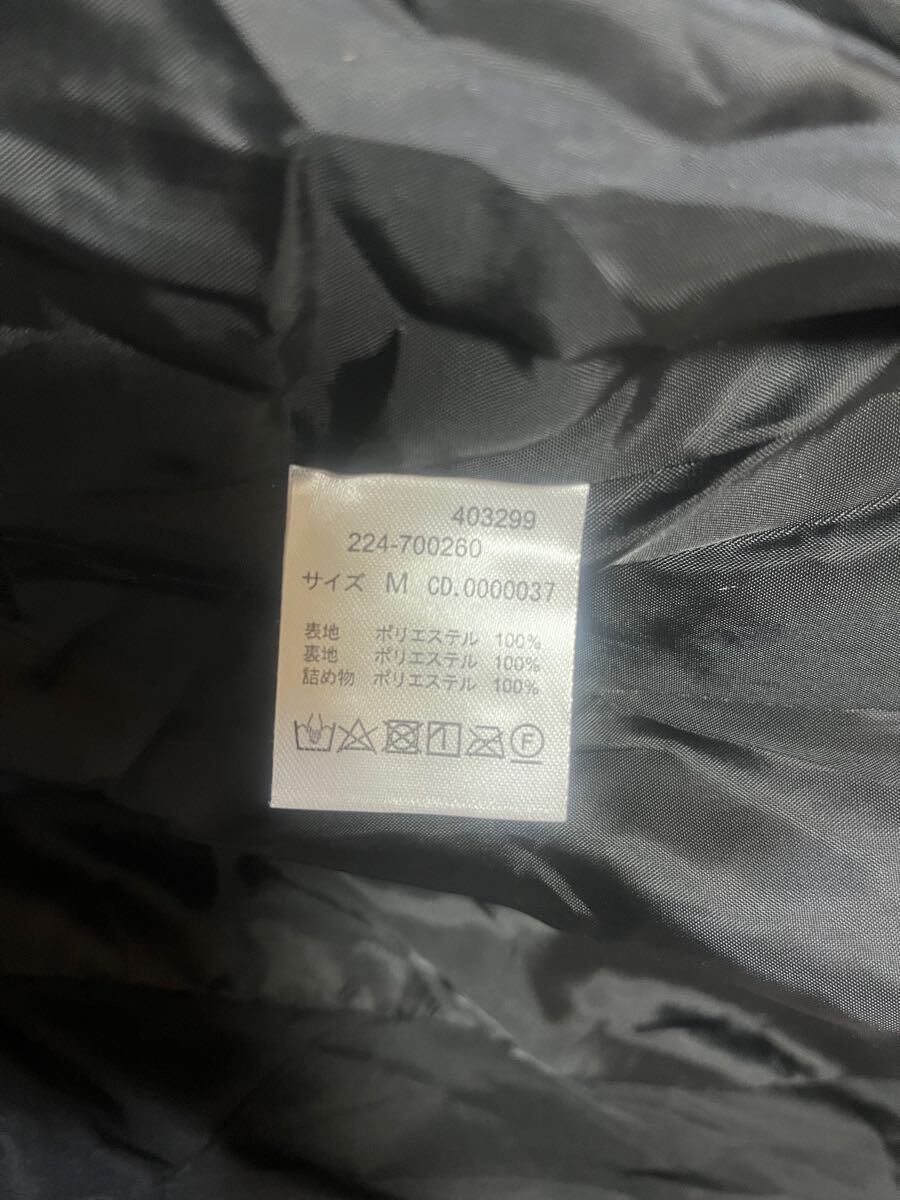 403299
224-700260
サイズ M CD.0000037
表地 ポリエステル 100%
裏地 ポリエステル 100%
詰め物 ポリエステル 100%
F